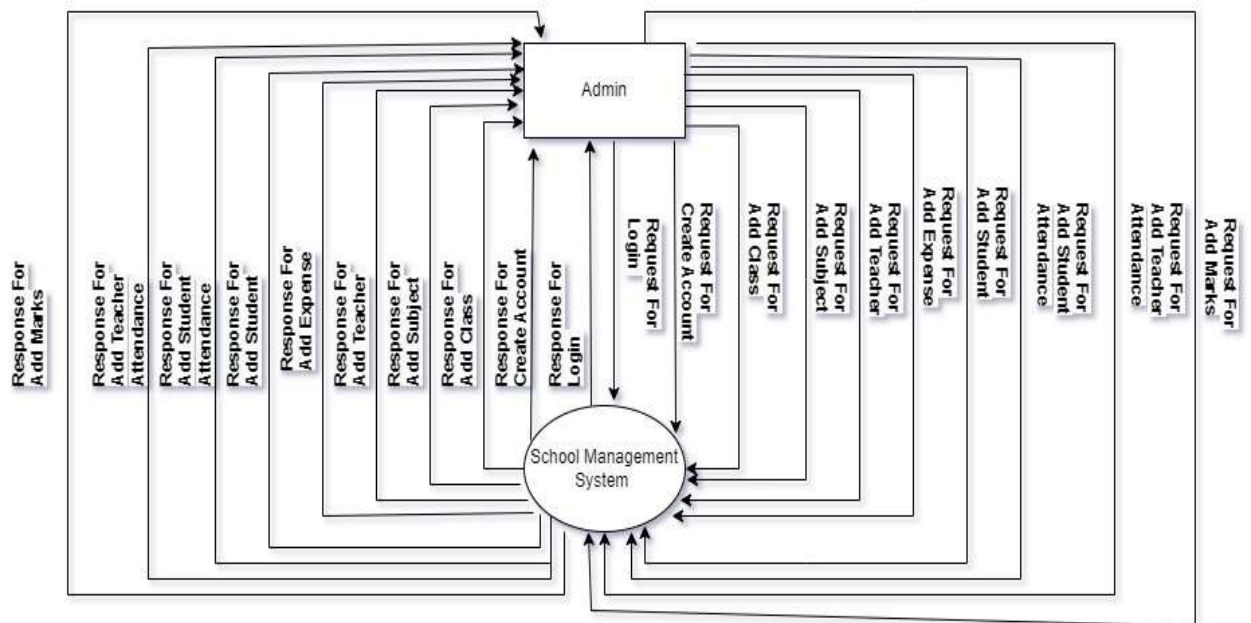 Admin
School Management
System
Response For
Add Marks
Response For
Add Teacher
Attendance
Response For
Add Student
Attendance
Response For
Add Student
Response For
Add Expense
Response For
Add Teacher
Response For
Add Subject
Response For
Add Class
Response For
Create Account
Response For
Login
Request For
Login
Request For
Create Account
Request For
Add Class
Request For
Add Subject
Request For
Add Teacher
Request For
Add Expense
Request For
Add Student
Request For
Add Student
Attendance
Request For
Add Teacher
Attendance
Request For
Add Marks